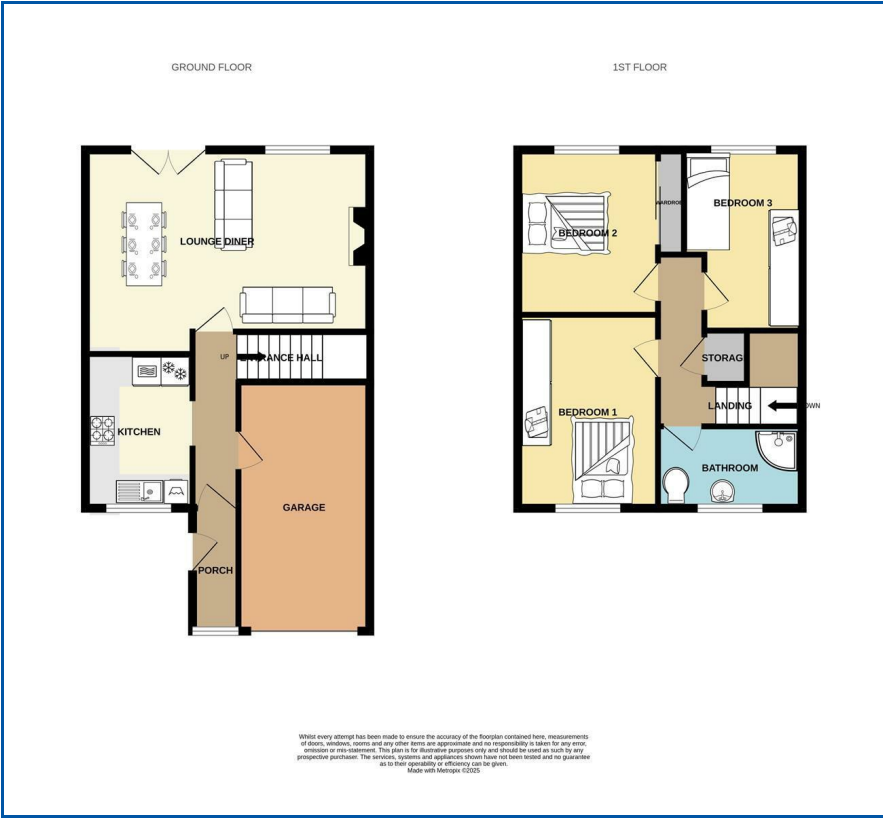 GROUND FLOOR
1ST FLOOR
LOUNGE DINER
UP
ENTRANCE HALL
KITCHEN
GARAGE
PORCH
BEDROOM 2
WARDROBE
BEDROOM 3
STORAG
LANDING
DOWN
BEDROOM 1
BATHROOM
Whilst every attempt has been made to ensure the accuracy of the floorplan contained here, measurements
of doors, windows, rooms and any other items are approximate and no responsibility is taken for any error,
omission or mis-statement. This plan is for illustrative purposes only and should be used as such by any
prospective purchaser. The services, systems and appliances shown have not been tested and no guarantee
as to their operability or efficiency can be given.
Made with Metropix ©2025